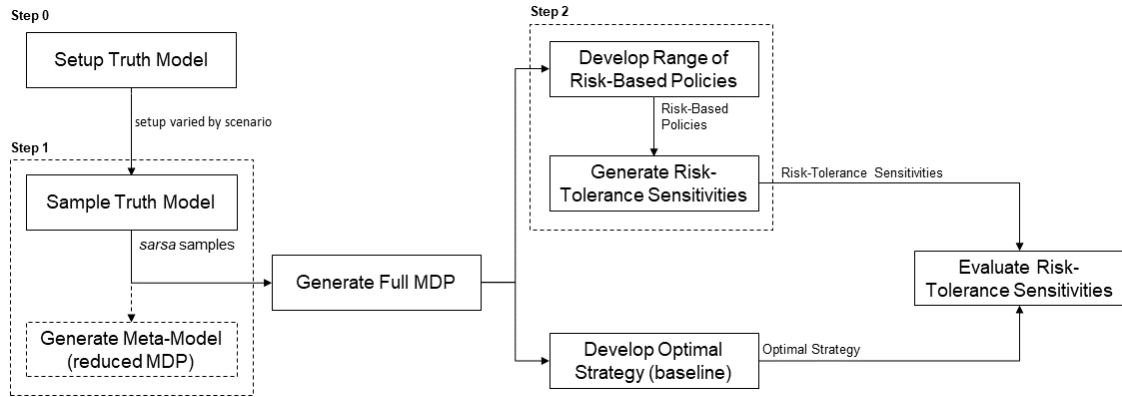 Step 0
Setup Truth Model
setup varied by scenario
Step 1
Sample Truth Model
sarsa samples
Generate Meta-Model
(reduced MDP)
Generate Full MDP
Step 2
Develop Range of
Risk-Based Policies
Risk-Based
Policies
Generate Risk-
Tolerance Sensitivities
Risk-Tolerance Sensitivities
Develop Optimal
Strategy (baseline)
Optimal Strategy
Evaluate Risk-
Tolerance Sensitivities